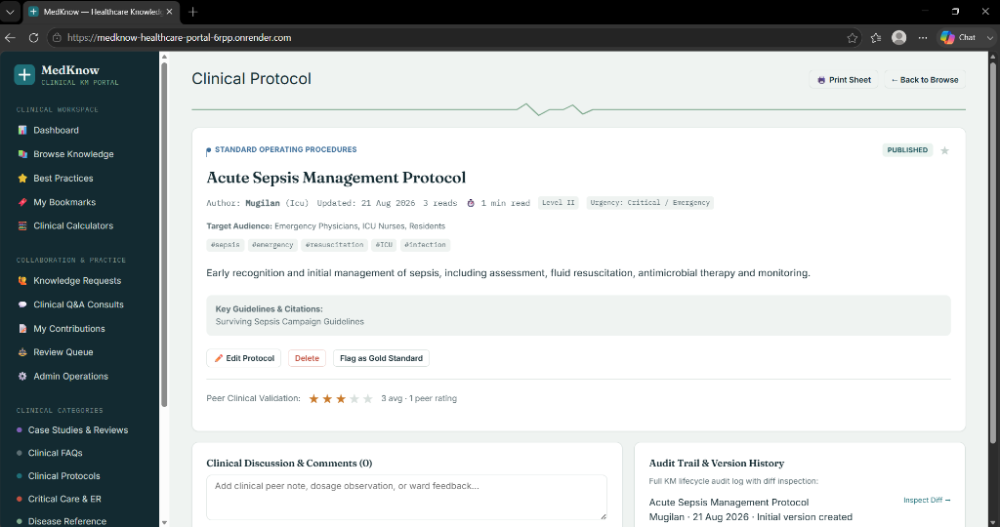 MedKnow — Healthcare Knowled
https://medknow-healthcare-portal-6rpp.onrender.com
Chat
MedKnow
CLINICAL KM PORTAL
CLINICAL WORKSPACE
Dashboard
Browse Knowledge
Best Practices
My Bookmarks
Clinical Calculators
COLLABORATION & PRACTICE
Knowledge Requests
Clinical Q&A Consults
My Contributions
Review Queue
Admin Operations
CLINICAL CATEGORIES
Case Studies & Reviews
Clinical FAQs
Clinical Protocols
Critical Care & ER
Disease Reference
Clinical Protocol
Print Sheet
← Back to Browse
STANDARD OPERATING PROCEDURES
PUBLISHED
Acute Sepsis Management Protocol
Author: Mugilan (Icu) Updated: 21 Aug 2026 3 reads 1 min read Level II Urgency: Critical / Emergency
Target Audience: Emergency Physicians, ICU Nurses, Residents
#sepsis #emergency #resuscitation #ICU #infection
Early recognition and initial management of sepsis, including assessment, fluid resuscitation, antimicrobial therapy and monitoring.
Key Guidelines & Citations:
Surviving Sepsis Campaign Guidelines
Edit Protocol Delete Flag as Gold Standard
Peer Clinical Validation: ★★★★★ 3 avg · 1 peer rating
Clinical Discussion & Comments (0)
Add clinical peer note, dosage observation, or ward feedback...
Audit Trail & Version History
Full KM lifecycle audit log with diff inspection:
Acute Sepsis Management Protocol
Inspect Diff →
Mugilan · 21 Aug 2026 · Initial version created